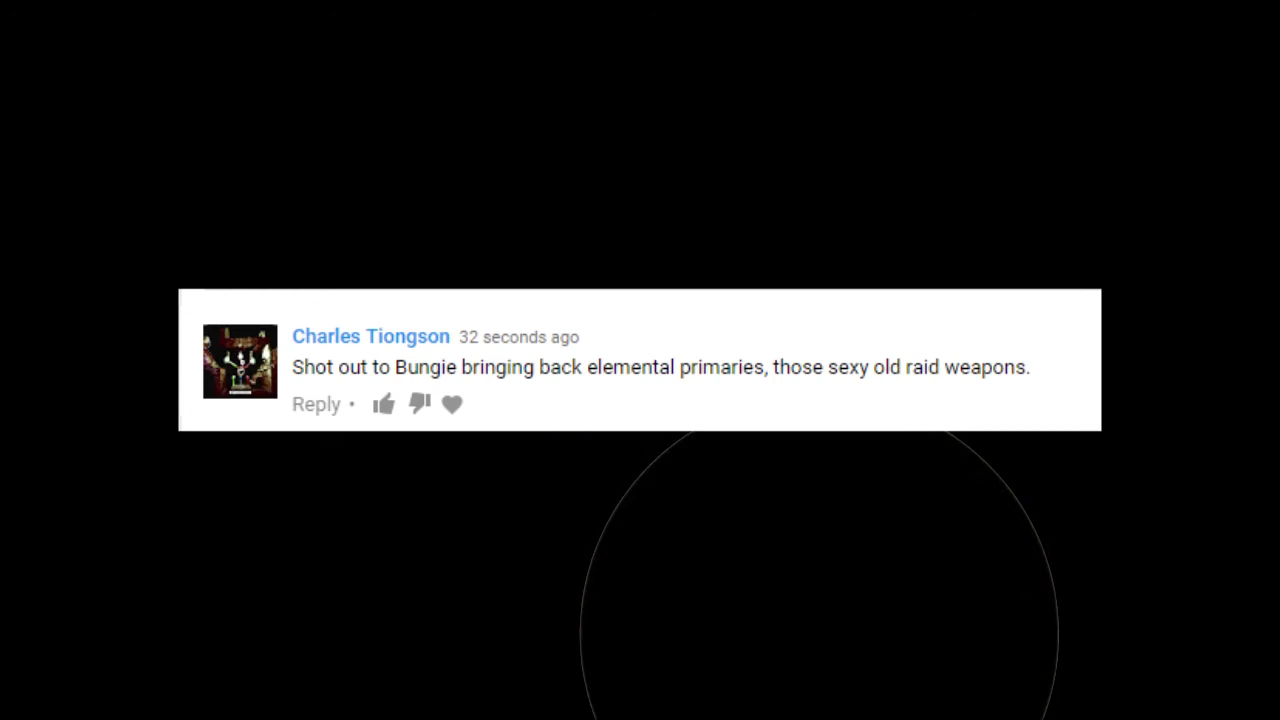 Charles Tiongson 32 seconds ago
Shot out to Bungie bringing back elemental primaries, those sexy old raid weapons.
Reply •